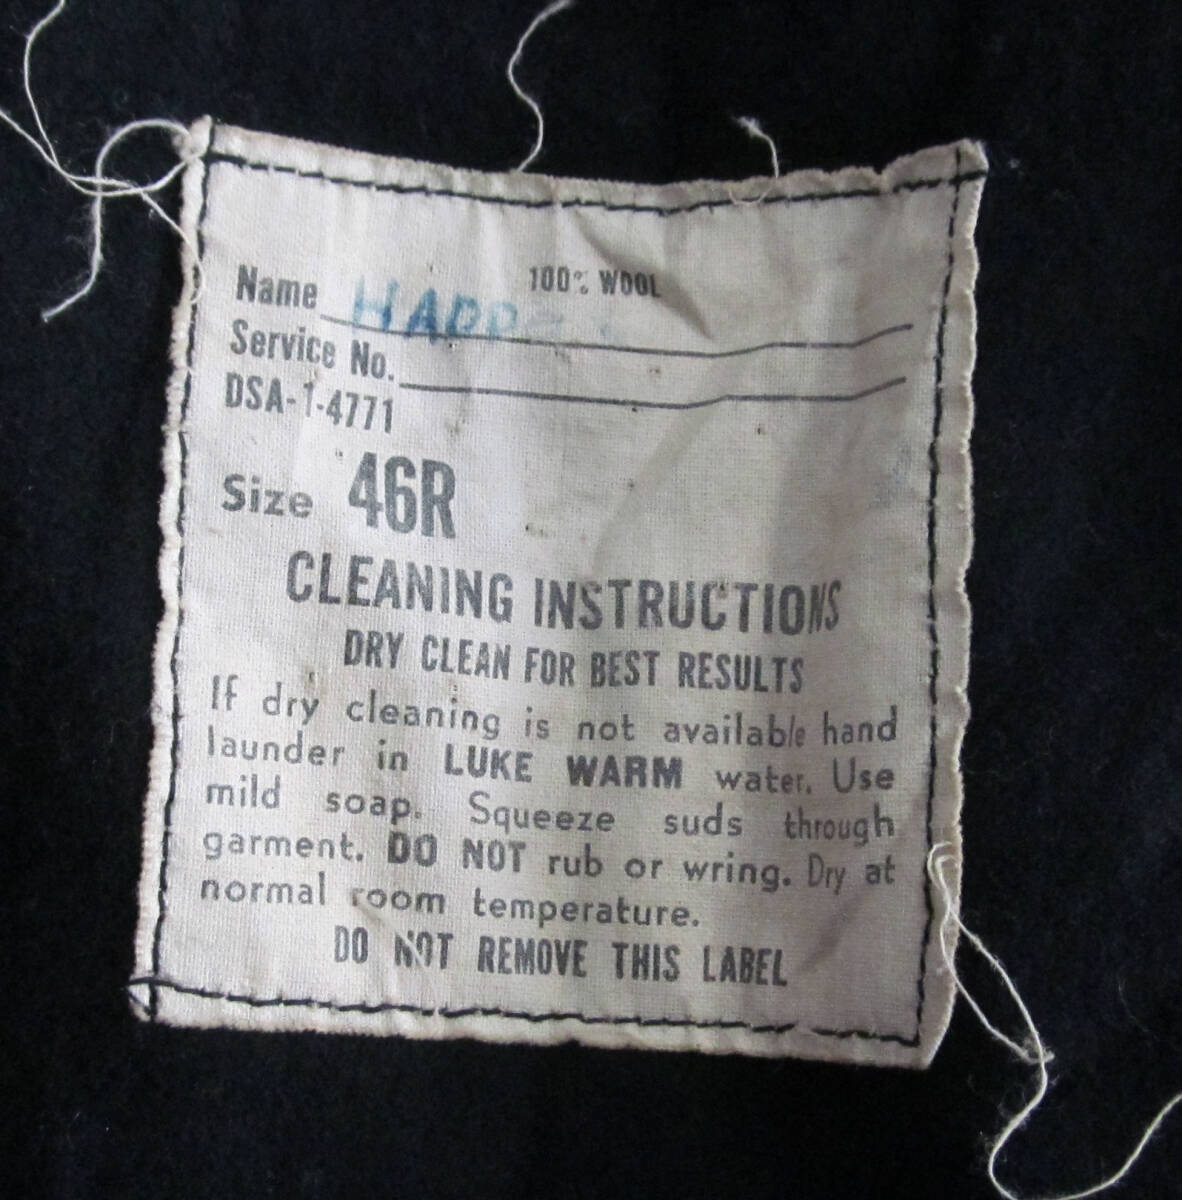 100% WOOL
Name
Service No.
DSA-1-4771
Size 46R
CLEANING INSTRUCTIONS
DRY CLEAN FOR BEST RESULTS
If dry cleaning is not available hand
launder in LUKE WARM water. Use
mild soap. Squeeze suds through
garment. DO NOT rub or wring. Dry at
normal room temperature.
DO NOT REMOVE THIS LABEL